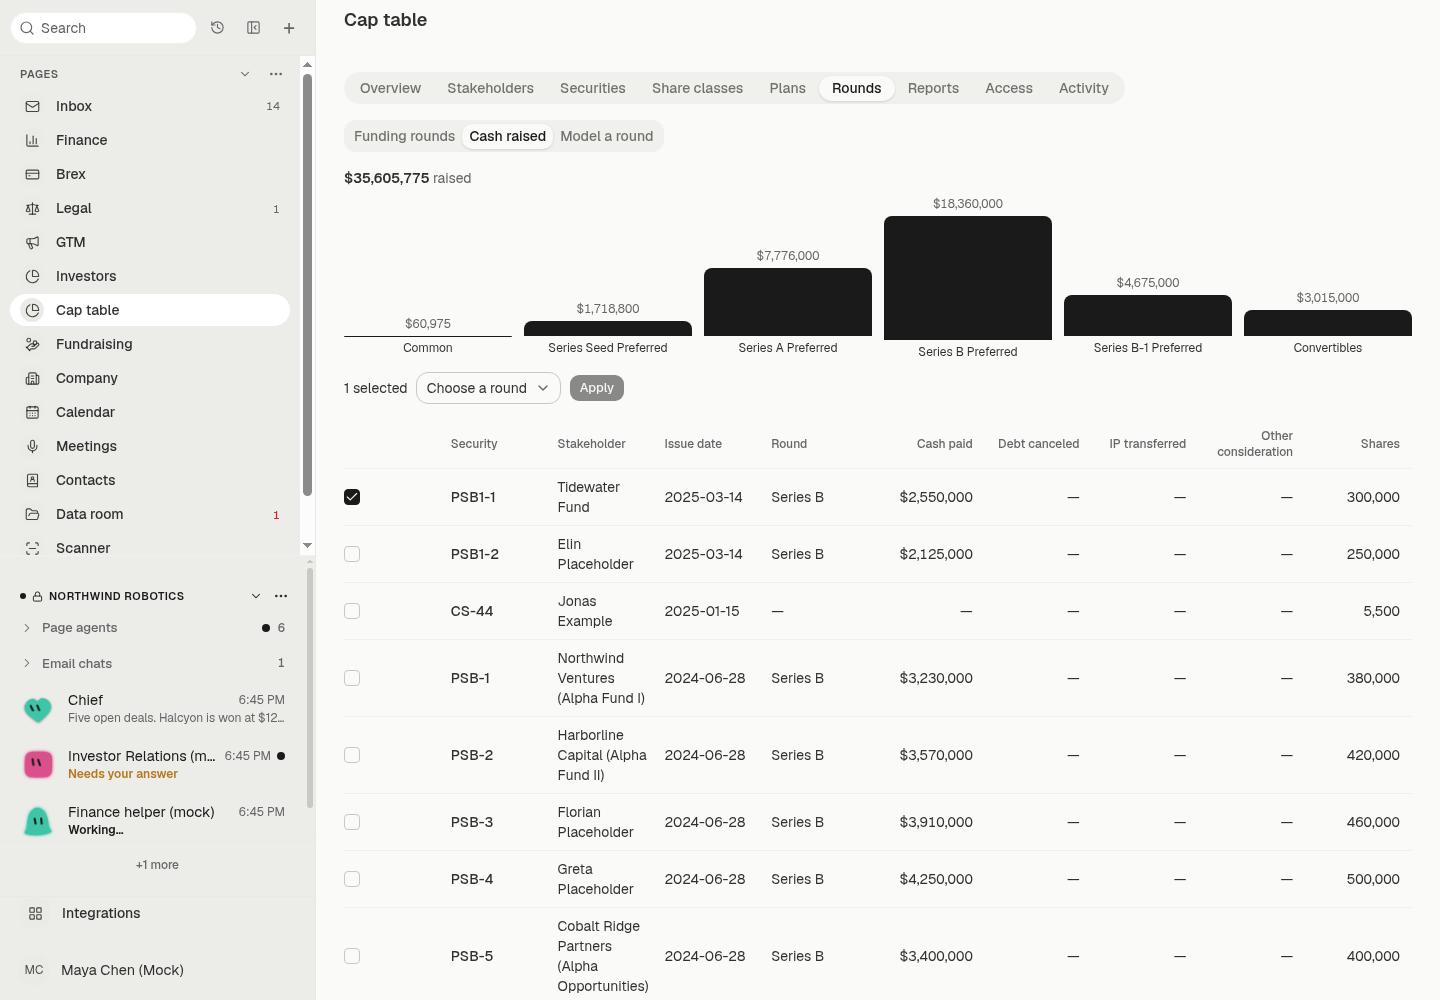 Search
PAGES
Inbox 14
Finance
Brex
Legal 1
GTM
Investors
Cap table
Fundraising
Company
Calendar
Meetings
Contacts
Data room 1
Scanner
NORTHWIND ROBOTICS
Page agents 6
Email chats 1
Chief 6:45 PM
Five open deals. Halcyon is won at $12…
Investor Relations (m… 6:45 PM
Needs your answer
Finance helper (mock) 6:45 PM
Working…
+1 more
Integrations
MC Maya Chen (Mock)
Cap table
Overview Stakeholders Securities Share classes Plans Rounds Reports Access Activity
Funding rounds Cash raised Model a round
$35,605,775 raised
$60,975 $1,718,800 $7,776,000 $18,360,000 $4,675,000 $3,015,000
Common Series Seed Preferred Series A Preferred Series B Preferred Series B-1 Preferred Convertibles
1 selected Choose a round Apply
Security Stakeholder Issue date Round Cash paid Debt canceled IP transferred Other consideration Shares
PSB1-1 Tidewater Fund 2025-03-14 Series B $2,550,000 — — — 300,000
PSB1-2 Elin Placeholder 2025-03-14 Series B $2,125,000 — — — 250,000
CS-44 Jonas Example 2025-01-15 — — — — — 5,500
PSB-1 Northwind Ventures (Alpha Fund I) 2024-06-28 Series B $3,230,000 — — — 380,000
PSB-2 Harborline Capital (Alpha Fund II) 2024-06-28 Series B $3,570,000 — — — 420,000
PSB-3 Florian Placeholder 2024-06-28 Series B $3,910,000 — — — 460,000
PSB-4 Greta Placeholder 2024-06-28 Series B $4,250,000 — — — 500,000
PSB-5 Cobalt Ridge Partners (Alpha Opportunities) 2024-06-28 Series B $3,400,000 — — — 400,000